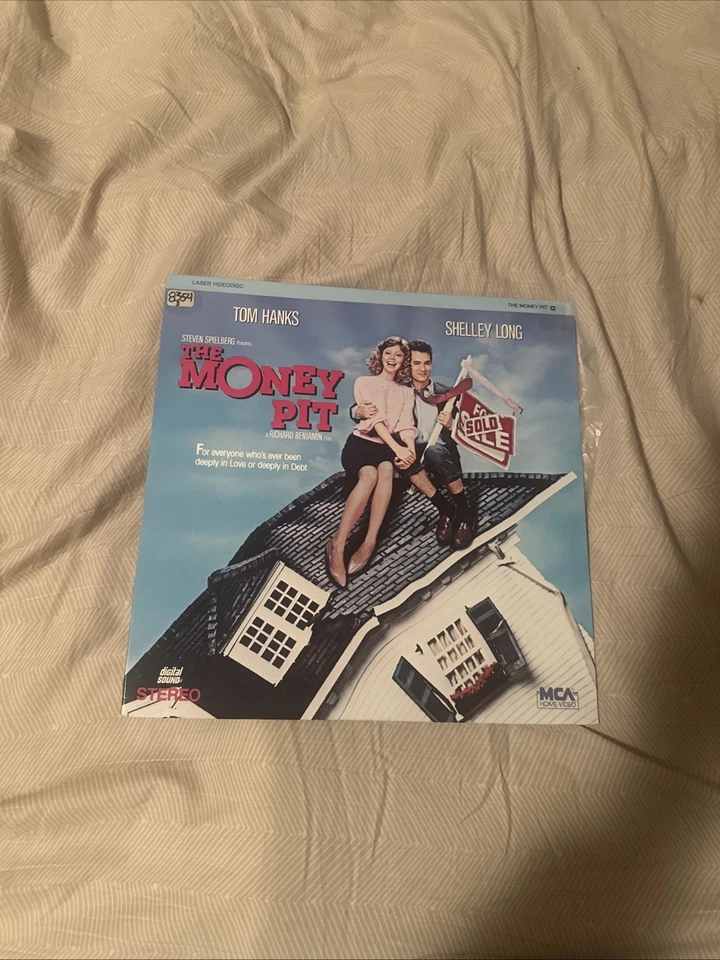 LASER VIDEODISC
THE MONEY PIT
8354
TOM HANKS
SHELLEY LONG
STEVEN SPIELBERG Presents
THE
MONEY
PIT
A RICHARD BENJAMIN Film
For everyone who's ever been
deeply in Love or deeply in Debt.
FOR
SOLD
SALE
digital
SOUND
STEREO
MCA
HOME VIDEO